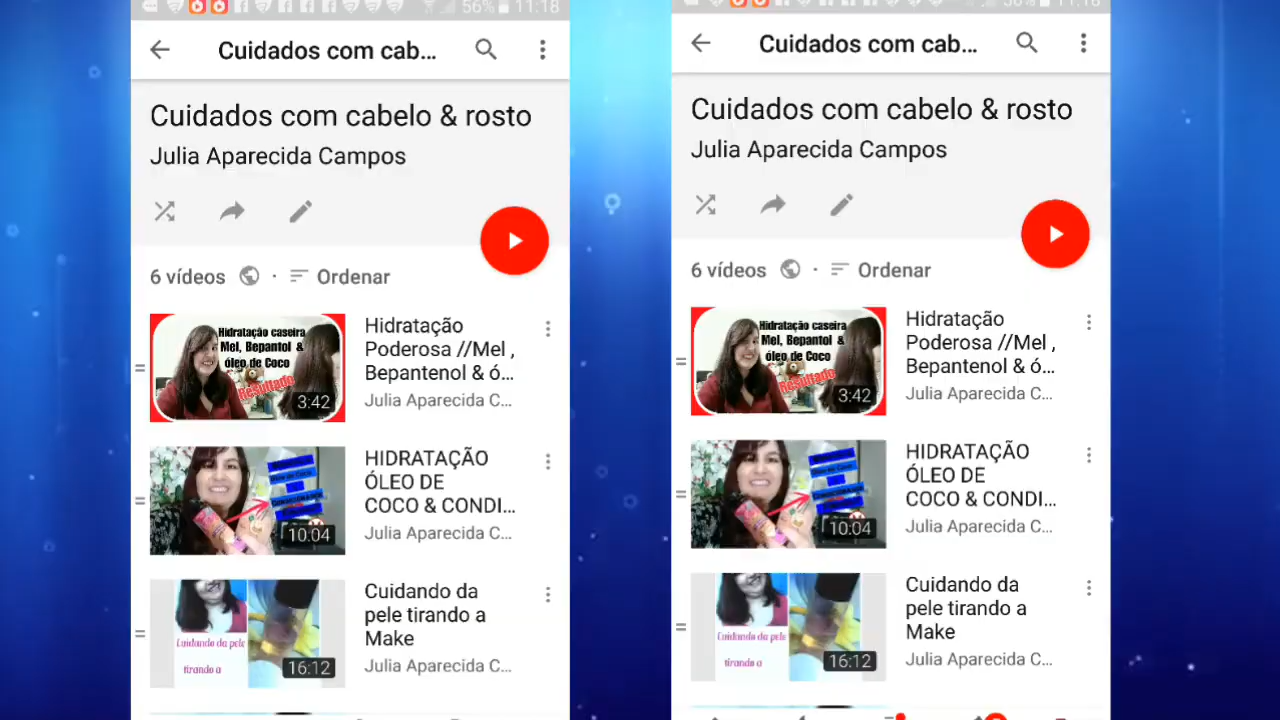 56% 11:18
Cuidados com cab...
Cuidados com cabelo & rosto
Julia Aparecida Campos
6 vídeos · Ordenar
Hidratação caseira
Mel, Bepantol &
óleo de Coco
Resultado
3:42
Hidratação
Poderosa //Mel ,
Bepantenol & ó...
Julia Aparecida C...
10:04
HIDRATAÇÃO
ÓLEO DE
COCO & CONDI...
Julia Aparecida C...
Cuidando da pele
tirando a
16:12
Cuidando da
pele tirando a
Make
Julia Aparecida C...
Cuidados com cab...
Cuidados com cabelo & rosto
Julia Aparecida Campos
6 vídeos · Ordenar
Hidratação caseira
Mel, Bepantol &
óleo de Coco
Resultado
3:42
Hidratação
Poderosa //Mel ,
Bepantenol & ó...
Julia Aparecida C...
10:04
HIDRATAÇÃO
ÓLEO DE
COCO & CONDI...
Julia Aparecida C...
Cuidando da pele
tirando a
16:12
Cuidando da
pele tirando a
Make
Julia Aparecida C...